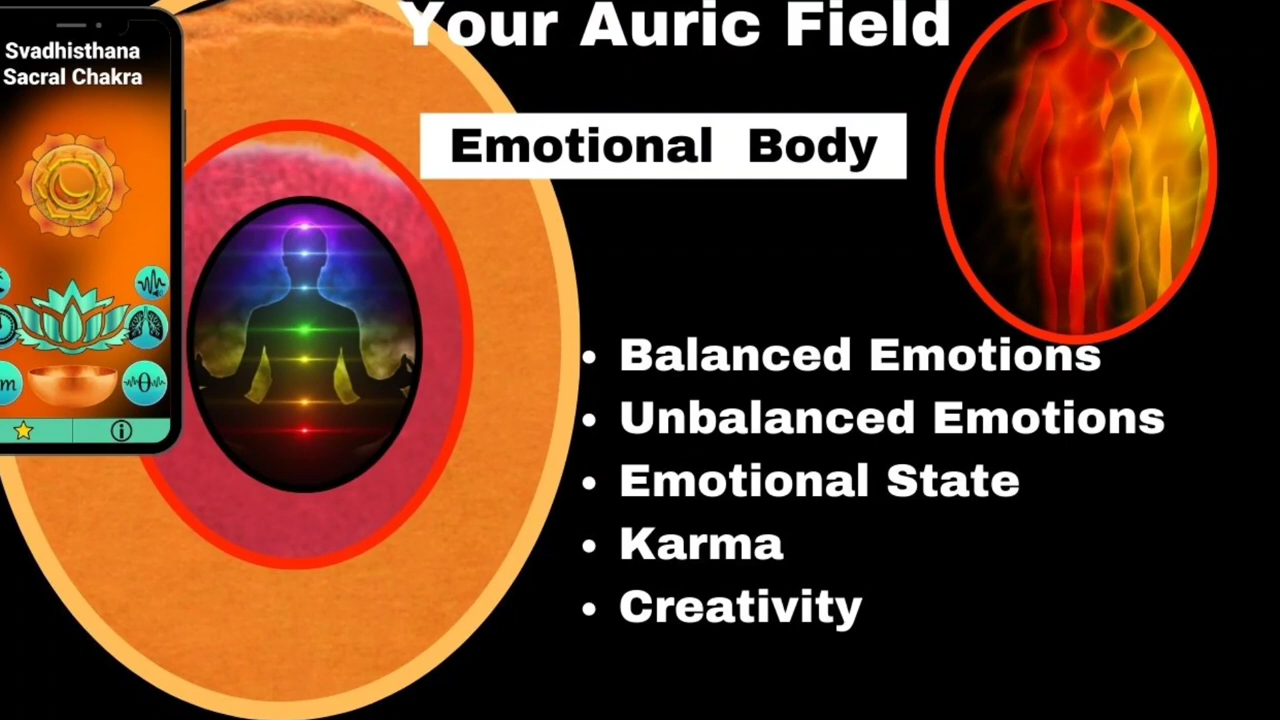 Your Auric Field
Svadhisthana
Sacral Chakra
Emotional Body
Balanced Emotions
Unbalanced Emotions
Emotional State
Karma
Creativity
m
θ
i